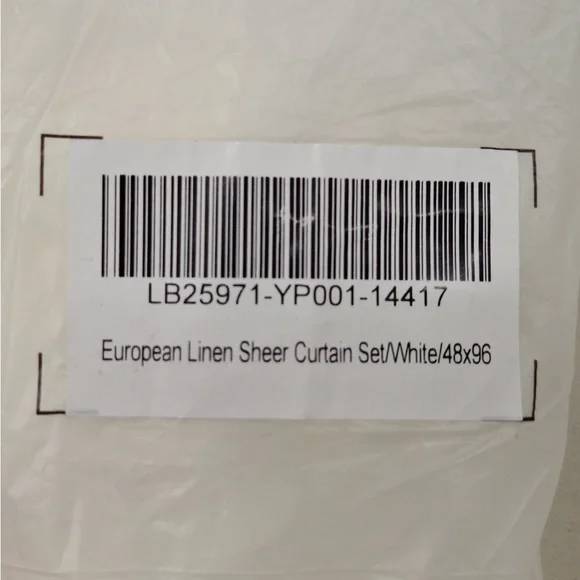 LB25971-YP001-14417
European Linen Sheer Curtain Set/White/48x96